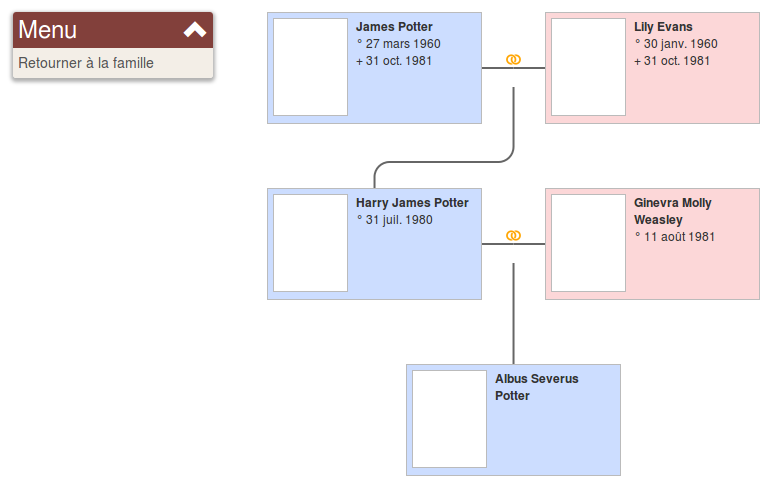 Menu
Retourner à la famille
James Potter
° 27 mars 1960
+ 31 oct. 1981
Lily Evans
° 30 janv. 1960
+ 31 oct. 1981
Harry James Potter
° 31 juil. 1980
Ginevra Molly
Weasley
° 11 août 1981
Albus Severus
Potter